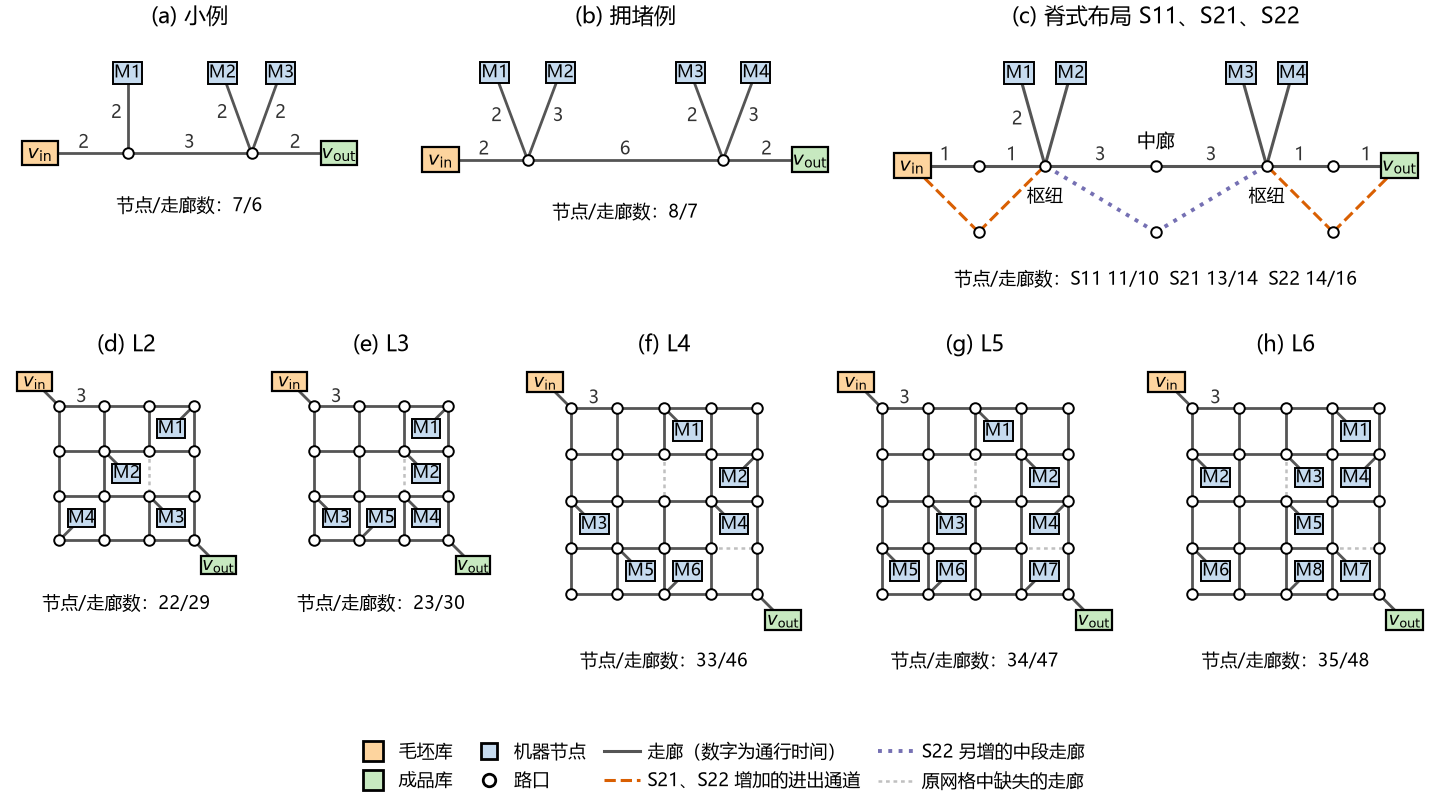 (a) 小例
(b) 拥堵例
(c) 脊式布局 S11、S21、S22
M1 M2 M3
2 2 2
vin 2 3 2 vout
节点/走廊数：7/6
M1 M2 M3 M4
2 3 2 3
vin 2 6 2 vout
节点/走廊数：8/7
M1 M2 M3 M4
2
中廊
vin 1 1 3 3 1 1 vout
枢纽 枢纽
节点/走廊数：S11 11/10 S21 13/14 S22 14/16
(d) L2
vin
3
M1
M2
M4 M3
vout
节点/走廊数：22/29
(e) L3
vin
3
M1
M2
M3 M5 M4
vout
节点/走廊数：23/30
(f) L4
vin
3
M1
M2
M3 M4
M5 M6
vout
节点/走廊数：33/46
(g) L5
vin
3
M1
M2
M3 M4
M5 M6 M7
vout
节点/走廊数：34/47
(h) L6
vin
3
M1
M2 M3 M4
M5
M6 M8 M7
vout
节点/走廊数：35/48
毛坯库 机器节点 走廊（数字为通行时间） S22 另增的中段走廊
成品库 路口 S21、S22 增加的进出通道 原网格中缺失的走廊